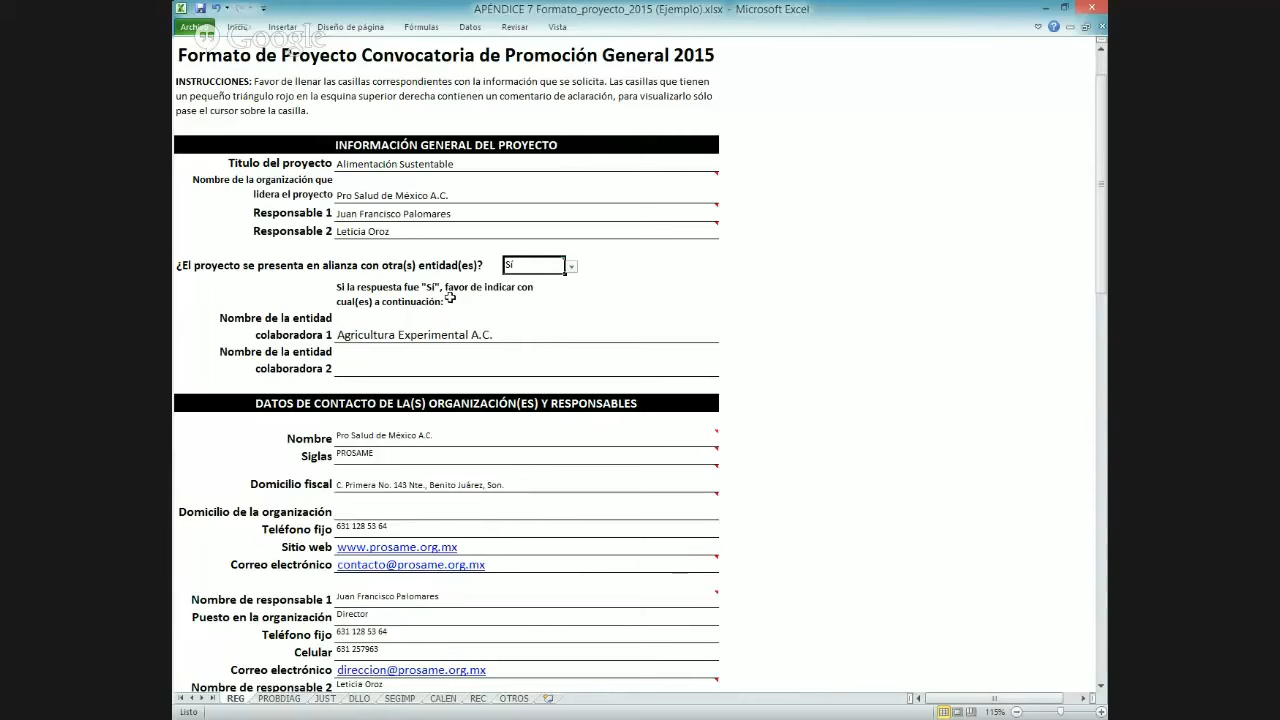 APÉNDICE 7 Formato_proyecto_2015 (Ejemplo).xlsx - Microsoft Excel
Archivo Inicio Insertar Diseño de página Fórmulas Datos Revisar Vista
Google
Formato de Proyecto Convocatoria de Promoción General 2015
INSTRUCCIONES: Favor de llenar las casillas correspondientes con la información que se solicita. Las casillas que tienen
un pequeño triángulo rojo en la esquina superior derecha contienen un comentario de aclaración, para visualizarlo sólo
pase el cursor sobre la casilla.
INFORMACIÓN GENERAL DEL PROYECTO
Titulo del proyecto Alimentación Sustentable
Nombre de la organización que
lidera el proyecto Pro Salud de México A.C.
Responsable 1 Juan Francisco Palomares
Responsable 2 Leticia Oroz
¿El proyecto se presenta en alianza con otra(s) entidad(es)? Sí
Si la respuesta fue "Sí", favor de indicar con
cual(es) a continuación:
Nombre de la entidad
colaboradora 1 Agricultura Experimental A.C.
Nombre de la entidad
colaboradora 2
DATOS DE CONTACTO DE LA(S) ORGANIZACIÓN(ES) Y RESPONSABLES
Nombre Pro Salud de México A.C.
Siglas PROSAME
Domicilio fiscal C. Primera No. 143 Nte., Benito Juárez, Son.
Domicilio de la organización
Teléfono fijo 631 128 53 64
Sitio web www.prosame.org.mx
Correo electrónico contacto@prosame.org.mx
Nombre de responsable 1 Juan Francisco Palomares
Puesto en la organización Director
Teléfono fijo 631 128 53 64
Celular 631 257963
Correo electrónico direccion@prosame.org.mx
Nombre de responsable 2 Leticia Oroz
REG PROBDIAG JUST DLLO SEGIMP CALEN REC OTROS
Listo 115%